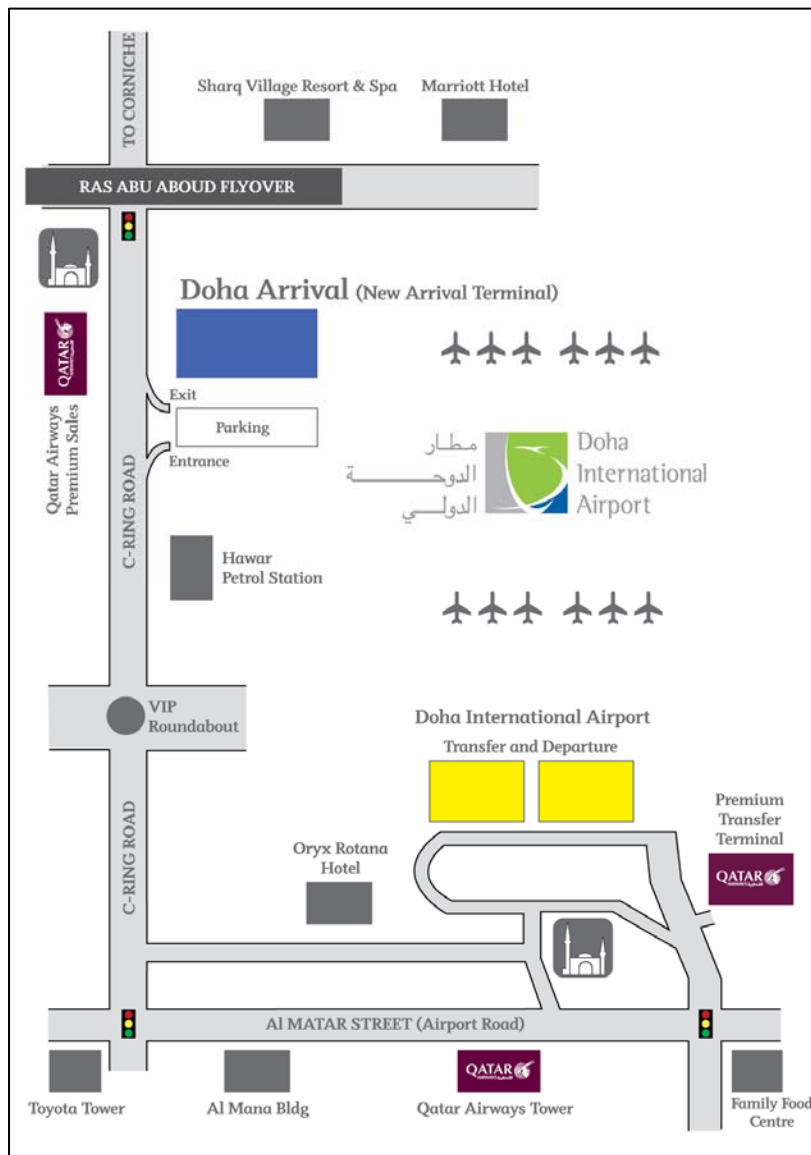 TO CORNICHE
Sharq Village Resort & Spa
Marriott Hotel
RAS ABU ABOUD FLYOVER
Doha Arrival (New Arrival Terminal)
QATAR
AIRWAYS
Qatar Airways
Premium Sales
Exit
Parking
Entrance
C-RING ROAD
مطار
الدوحة
الدولي
Doha
International
Airport
Hawar
Petrol Station
VIP
Roundabout
Doha International Airport
Transfer and Departure
Premium
Transfer
Terminal
QATAR
AIRWAYS
C-RING ROAD
Oryx Rotana
Hotel
Al MATAR STREET (Airport Road)
QATAR
AIRWAYS
Toyota Tower
Al Mana Bldg
Qatar Airways Tower
Family Food
Centre